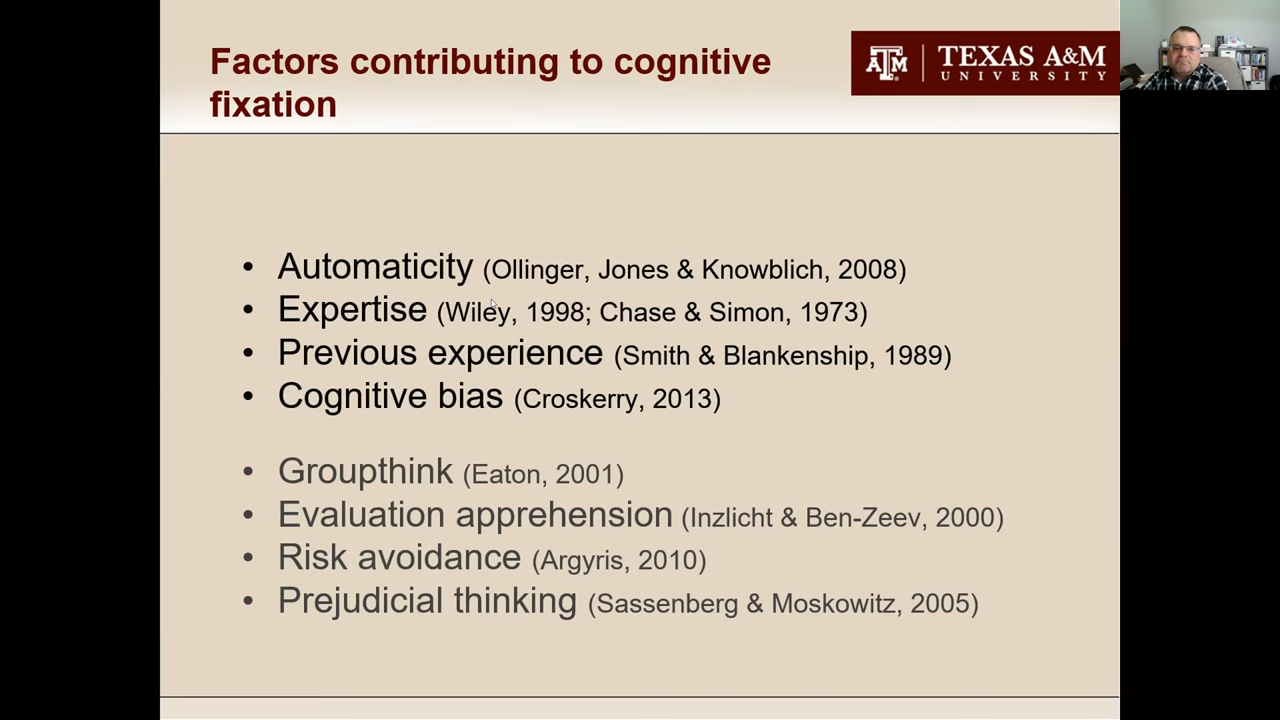 Factors contributing to cognitive
fixation
ATM
TEXAS A&M
UNIVERSITY
• Automaticity (Ollinger, Jones & Knowblich, 2008)
• Expertise (Wiley, 1998; Chase & Simon, 1973)
• Previous experience (Smith & Blankenship, 1989)
• Cognitive bias (Croskerry, 2013)
• Groupthink (Eaton, 2001)
• Evaluation apprehension (Inzlicht & Ben-Zeev, 2000)
• Risk avoidance (Argyris, 2010)
• Prejudicial thinking (Sassenberg & Moskowitz, 2005)